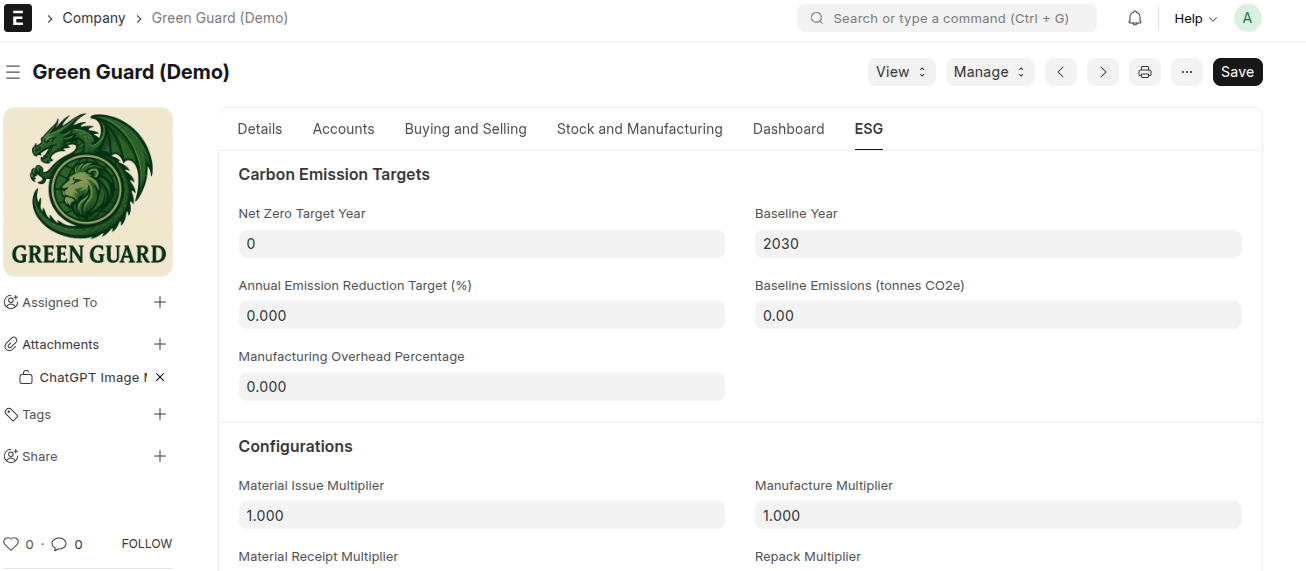 E Company Green Guard (Demo) Search or type a command (Ctrl + G) Help A
Green Guard (Demo) View Manage ... Save
GREEN GUARD
Assigned To
Attachments
ChatGPT Image
Tags
Share
0 · 0 FOLLOW
Details Accounts Buying and Selling Stock and Manufacturing Dashboard ESG
Carbon Emission Targets
Net Zero Target Year Baseline Year
0 2030
Annual Emission Reduction Target (%) Baseline Emissions (tonnes CO2e)
0.000 0.00
Manufacturing Overhead Percentage
0.000
Configurations
Material Issue Multiplier Manufacture Multiplier
1.000 1.000
Material Receipt Multiplier Repack Multiplier